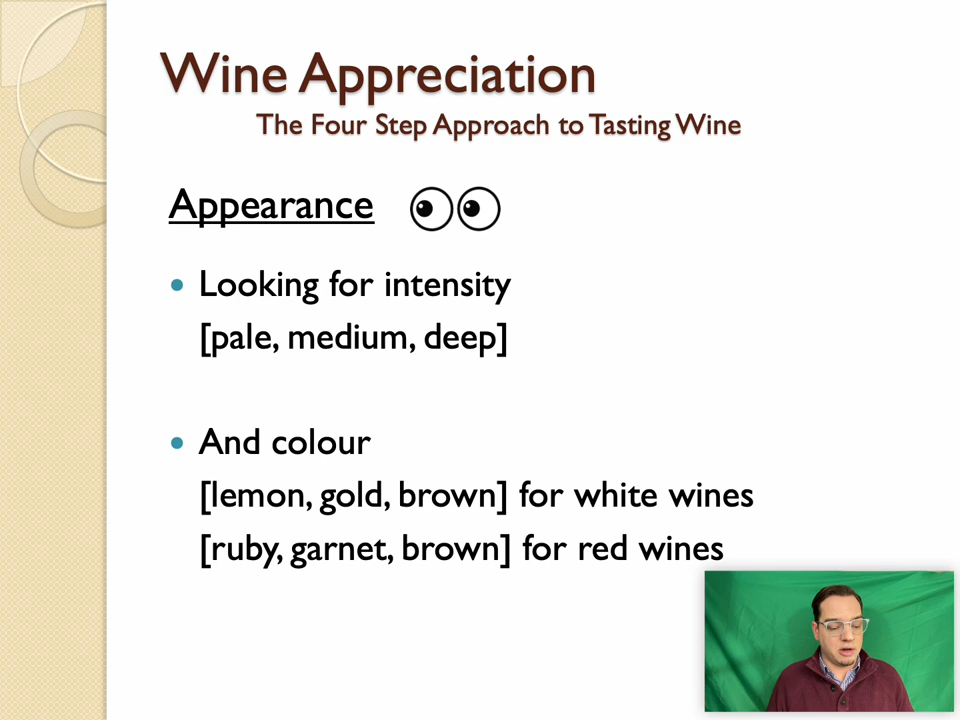 Wine Appreciation
The Four Step Approach to Tasting Wine
Appearance
Looking for intensity
[pale, medium, deep]
And colour
[lemon, gold, brown] for white wines
[ruby, garnet, brown] for red wines